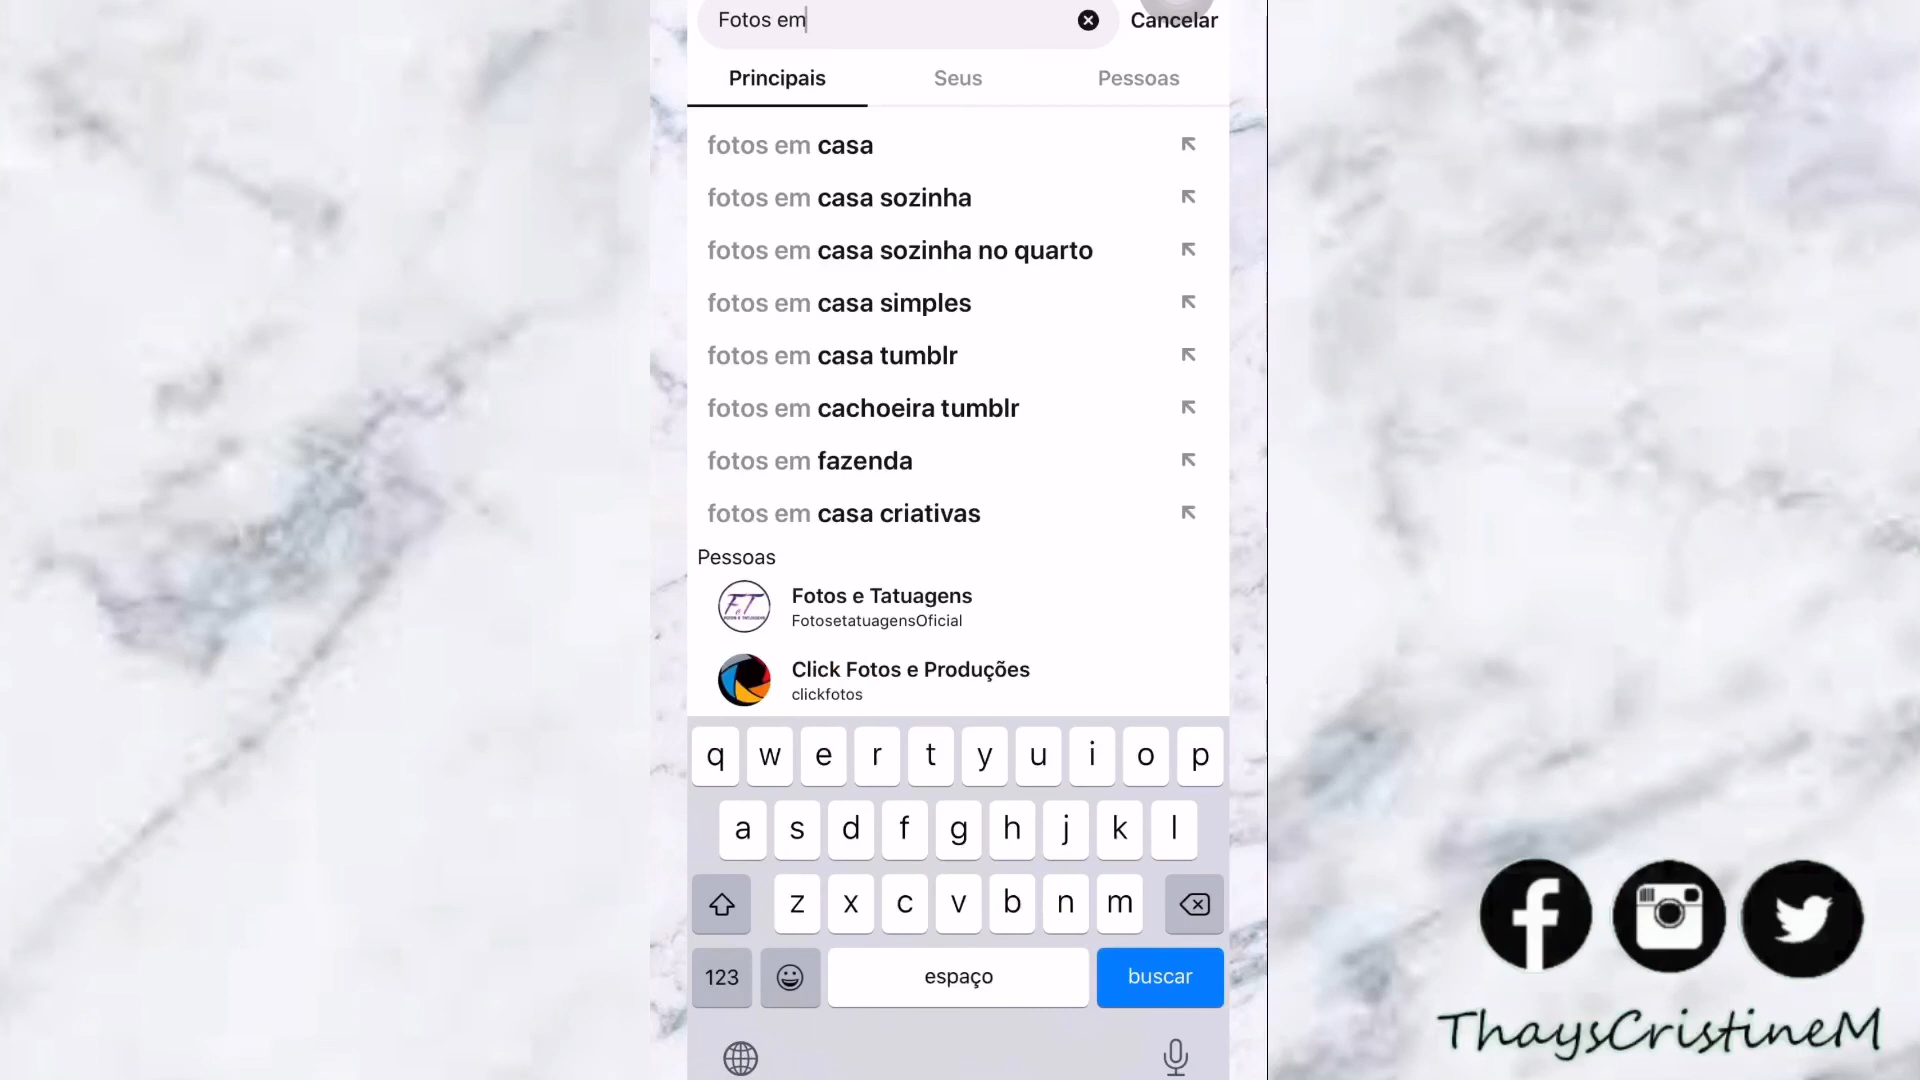 Fotos em
Cancelar
Principais
Seus
Pessoas
fotos em casa
fotos em casa sozinha
fotos em casa sozinha no quarto
fotos em casa simples
fotos em casa tumblr
fotos em cachoeira tumblr
fotos em fazenda
fotos em casa criativas
Pessoas
Fotos e Tatuagens
FotosetatuagensOficial
Click Fotos e Produções
clickfotos
q w e r t y u i o p
a s d f g h j k l
z x c v b n m
123
espaço
buscar
ThaysCristineM